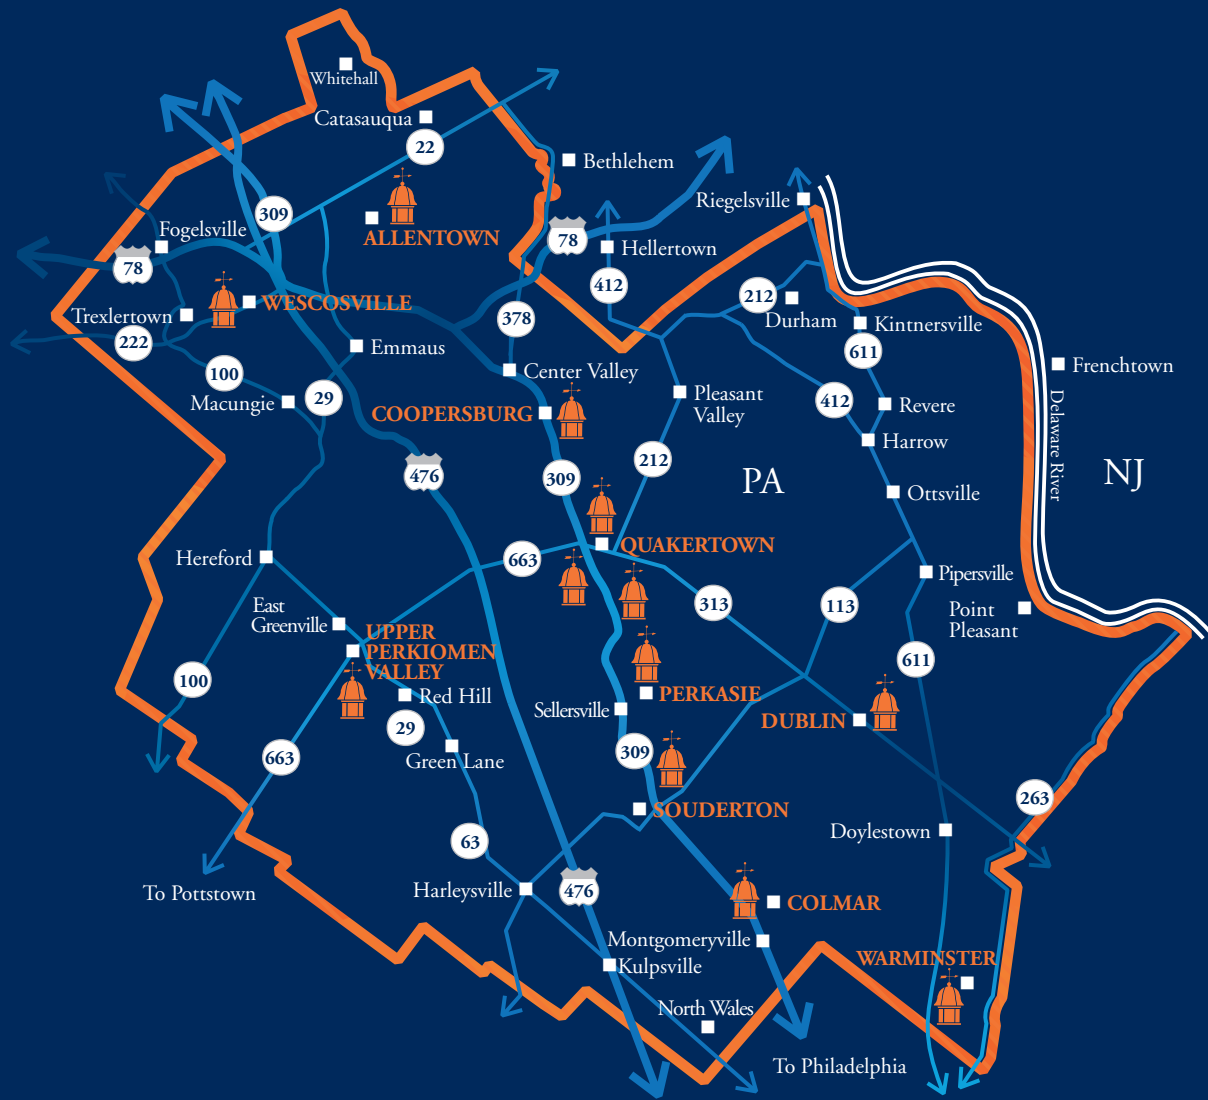 Whitehall
Catasauqua
22
Bethlehem
Riegelsville
309
Fogelsville
ALLENTOWN
78
Hellertown
78
412
212
Durham
WESCOSVILLE
Trexlertown
222
378
Kintnersville
Emmaus
611
Frenchtown
100
Center Valley
Macungie
29
Pleasant
Valley
412
Revere
COOPERSBURG
Harrow
Delaware River
212
476
309
PA
NJ
Ottsville
QUAKERTOWN
Hereford
663
Pipersville
East
Greenville
313
113
Point
Pleasant
UPPER
PERKIOMEN
VALLEY
611
100
Red Hill
PERKASIE
Sellersville
DUBLIN
29
663
Green Lane
309
263
SOUDERTON
Doylestown
63
Harleysville
476
To Pottstown
COLMAR
Montgomeryville
WARMINSTER
Kulpsville
North Wales
To Philadelphia